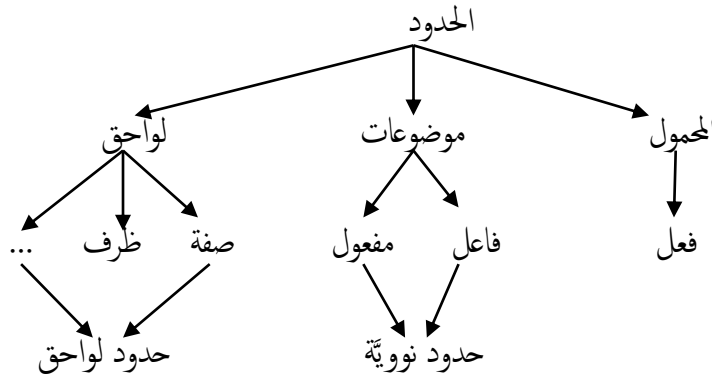 الحدود
المحمول موضوعات لواحق
فعل فاعل مفعول صفة ظرف ...
حدود نوويَّة حدود لواحق